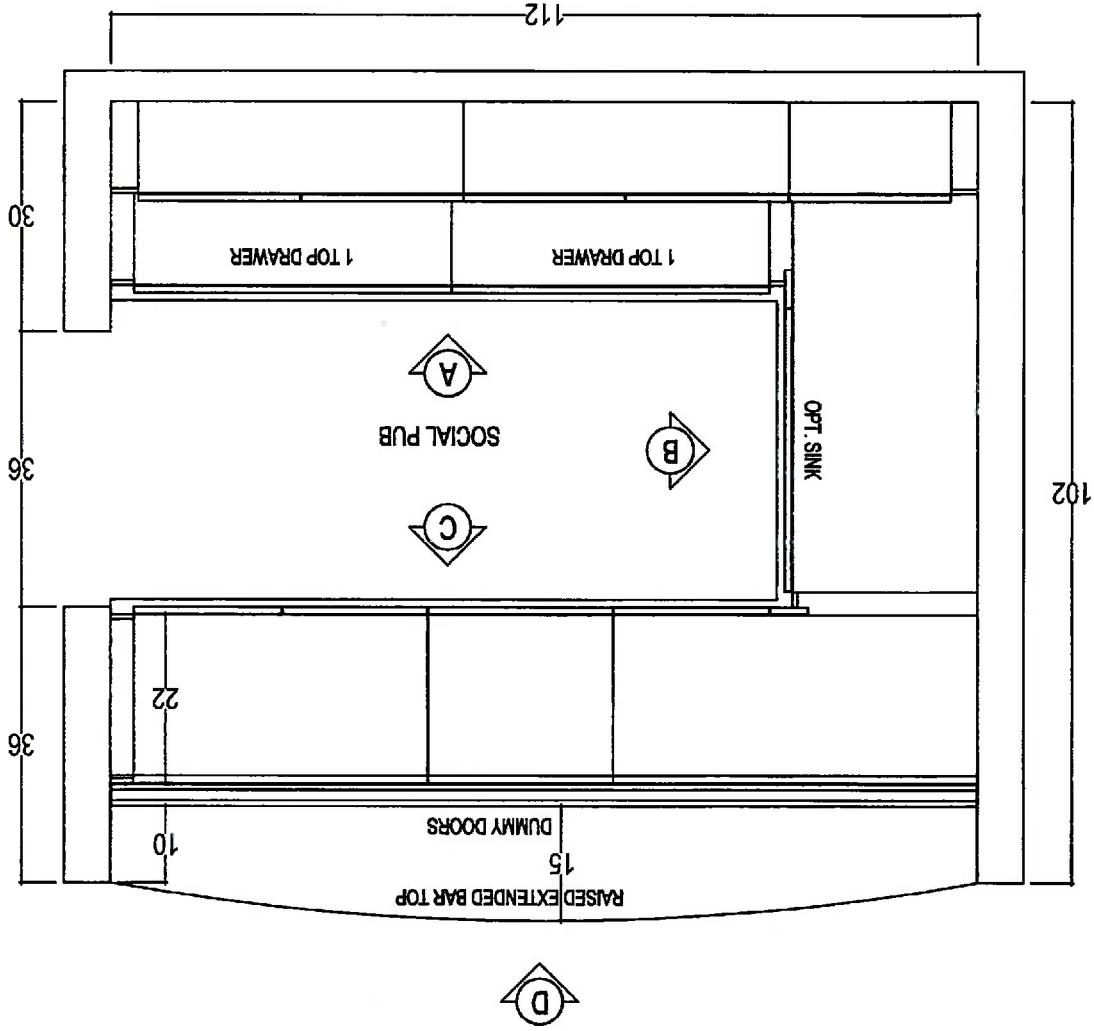 D
RAISED EXTENDED BAR TOP
15
10
DUMMY DOORS
36
22
C
102
36
B
OPT. SINK
SOCIAL PUB
A
1 TOP DRAWER
1 TOP DRAWER
30
112